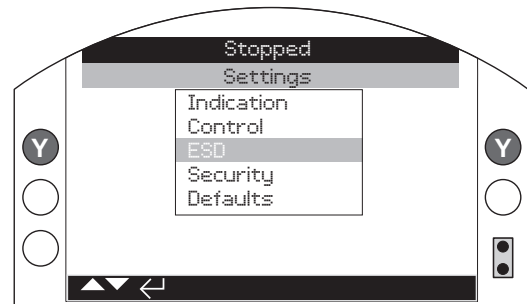 Stopped
Settings
Indication
Control
ESD
Security
Defaults
Y
Y